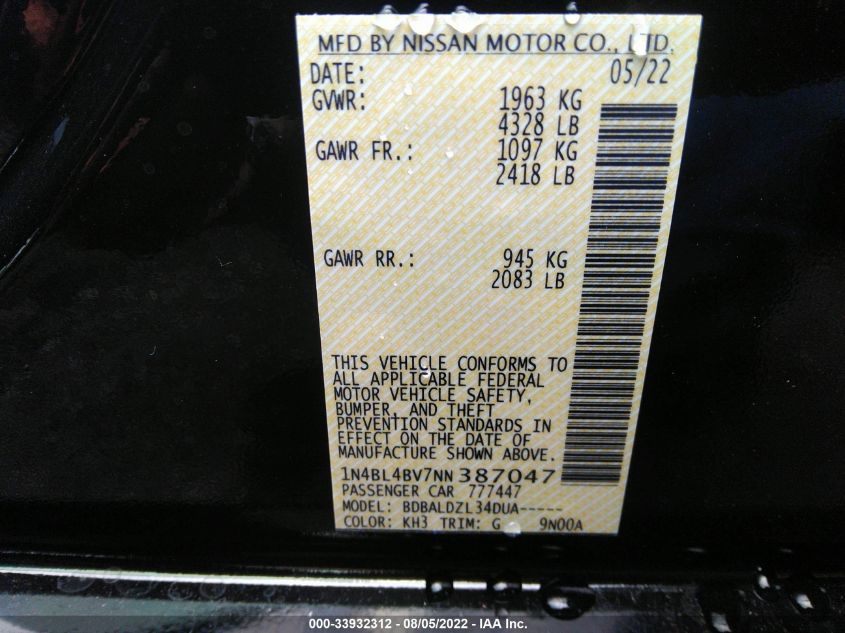 MFD BY NISSAN MOTOR CO., LTD.
DATE: 05/22
GVWR: 1963 KG
4328 LB
GAWR FR.: 1097 KG
2418 LB
GAWR RR.: 945 KG
2083 LB
THIS VEHICLE CONFORMS TO
ALL APPLICABLE FEDERAL
MOTOR VEHICLE SAFETY,
BUMPER, AND THEFT
PREVENTION STANDARDS IN
EFFECT ON THE DATE OF
MANUFACTURE SHOWN ABOVE.
1N4BL4BV7NN387047
PASSENGER CAR 777447
MODEL: BDBALDZL34DUA-----
COLOR: KH3 TRIM: G 9N00A
000-33932312 - 08/05/2022 - IAA Inc.